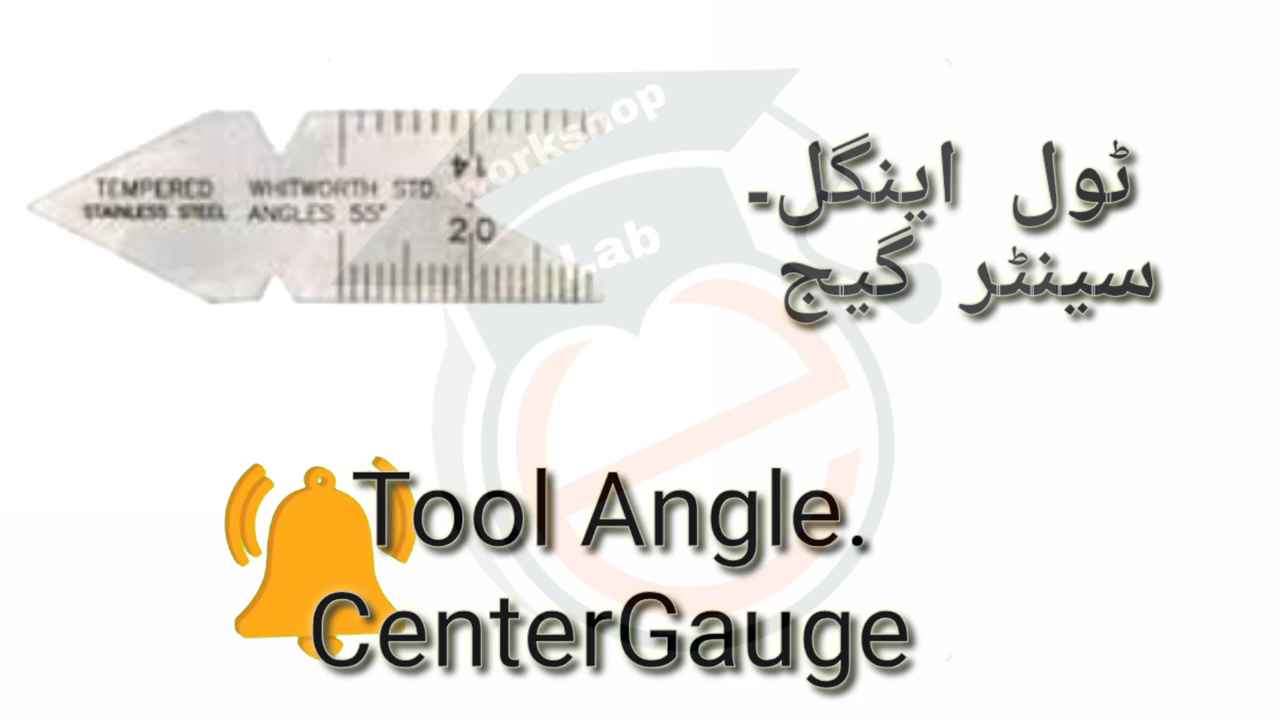 TEMPERED WHITWORTH STD.
STAINLESS STEEL ANGLES 55°
14
20
workshop
Lab
ٹول اینگل۔
سینٹر گیج
Tool Angle.
CenterGauge